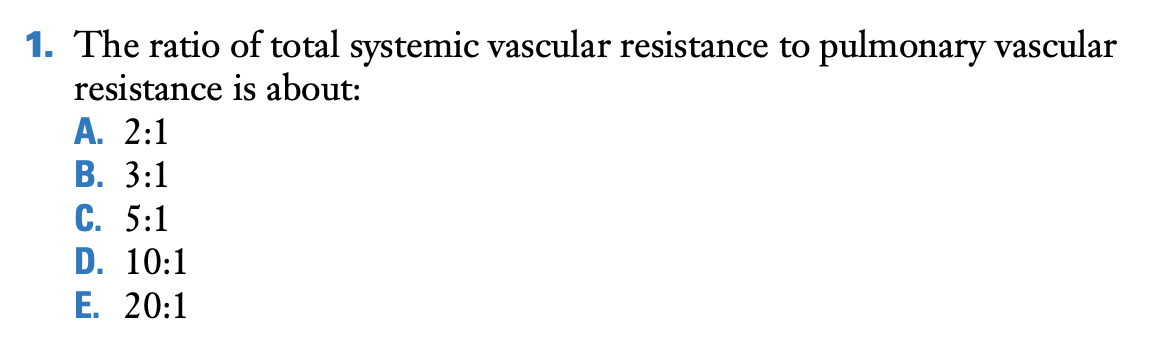 1. The ratio of total systemic vascular resistance to pulmonary vascular
resistance is about:
A. 2:1
B. 3:1
C. 5:1
D. 10:1
E. 20:1